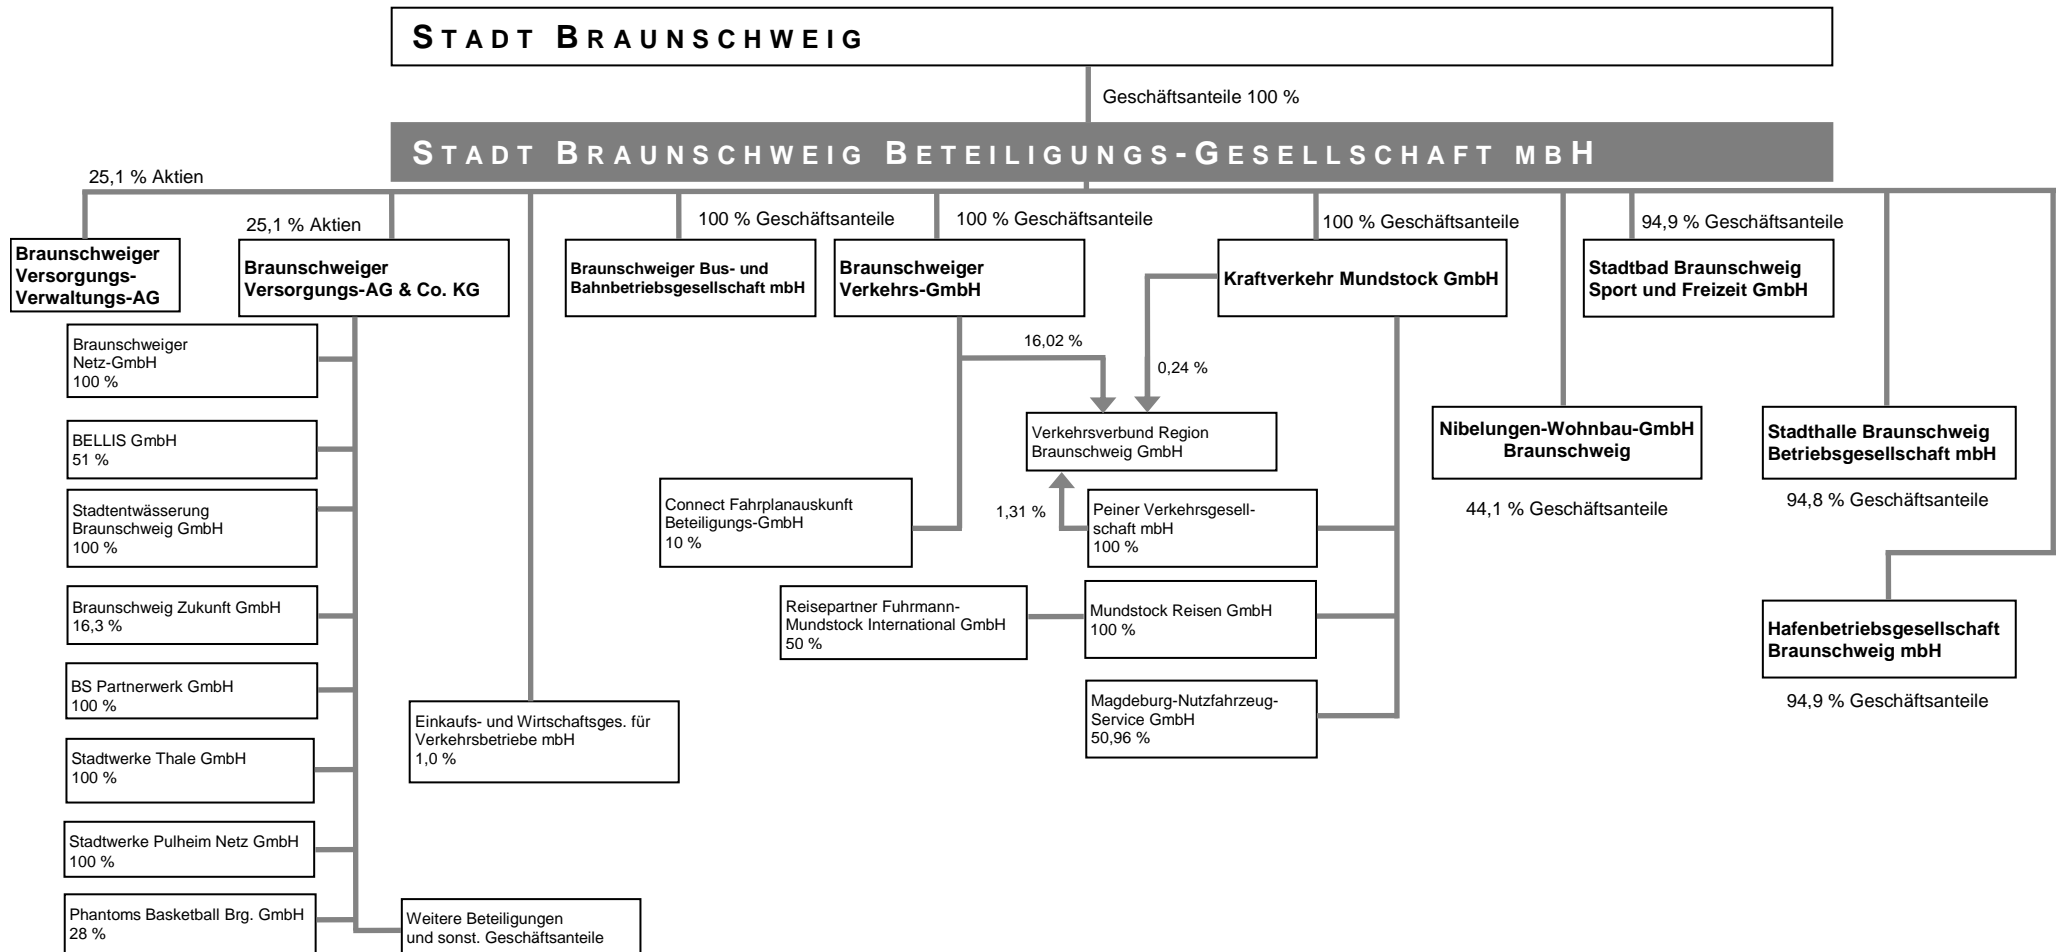 STADT BRAUNSCHWEIG
Geschäftsanteile 100 %
STADT BRAUNSCHWEIG BETEILIGUNGS-GESELLSCHAFT MBH
25,1 % Aktien
Braunschweiger
Versorgungs-
Verwaltungs-AG
25,1 % Aktien
Braunschweiger
Versorgungs-AG & Co. KG
100 % Geschäftsanteile
Braunschweiger Bus- und
Bahnbetriebsgesellschaft mbH
100 % Geschäftsanteile
Braunschweiger
Verkehrs-GmbH
100 % Geschäftsanteile
Kraftverkehr Mundstock GmbH
94,9 % Geschäftsanteile
Stadtbad Braunschweig
Sport und Freizeit GmbH
Braunschweiger
Netz-GmbH
100 %
BELLIS GmbH
51 %
Stadtentwässerung
Braunschweig GmbH
100 %
Braunschweig Zukunft GmbH
16,3 %
BS Partnerwerk GmbH
100 %
Stadtwerke Thale GmbH
100 %
Stadtwerke Pulheim Netz GmbH
100 %
Phantoms Basketball Brg. GmbH
28 %
Weitere Beteiligungen
und sonst. Geschäftsanteile
Einkaufs- und Wirtschaftsges. für
Verkehrsbetriebe mbH
1,0 %
16,02 %
0,24 %
Verkehrsverbund Region
Braunschweig GmbH
Connect Fahrplanauskunft
Beteiligungs-GmbH
10 %
1,31 %
Peiner Verkehrsgesell-
schaft mbH
100 %
Reisepartner Fuhrmann-
Mundstock International GmbH
50 %
Mundstock Reisen GmbH
100 %
Magdeburg-Nutzfahrzeug-
Service GmbH
50,96 %
Nibelungen-Wohnbau-GmbH
Braunschweig
44,1 % Geschäftsanteile
Stadthalle Braunschweig
Betriebsgesellschaft mbH
94,8 % Geschäftsanteile
Hafenbetriebsgesellschaft
Braunschweig mbH
94,9 % Geschäftsanteile